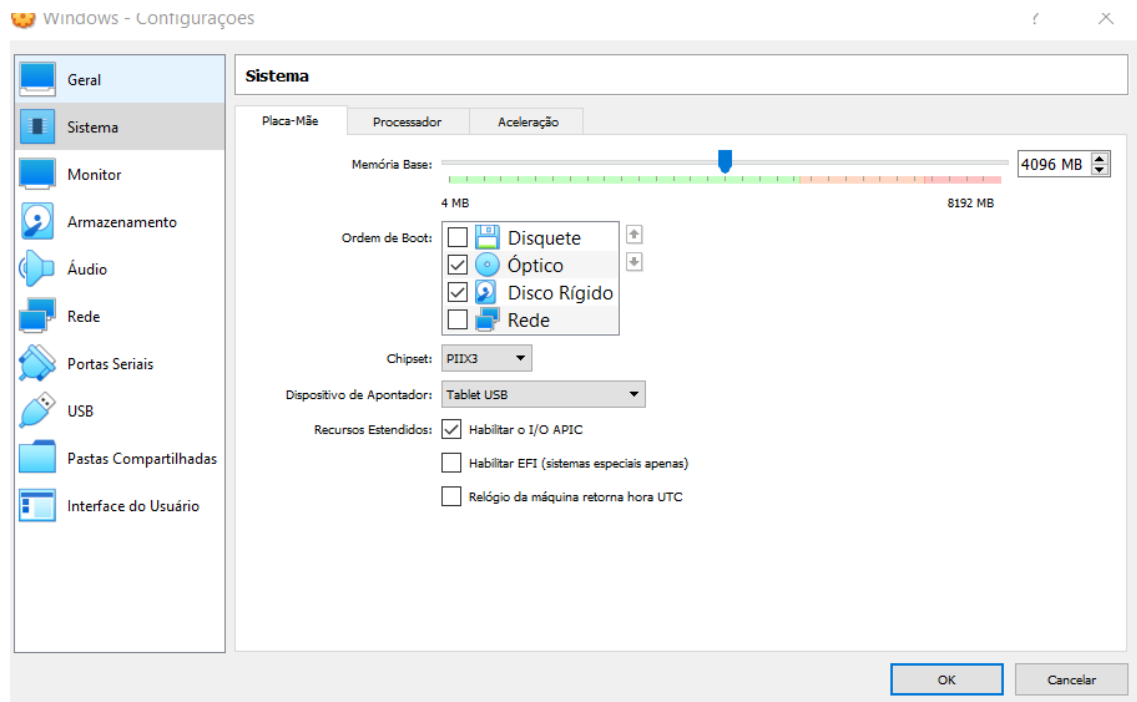 Windows - Configurações
?
Geral
Sistema
Monitor
Armazenamento
Áudio
Rede
Portas Seriais
USB
Pastas Compartilhadas
Interface do Usuário
Sistema
Placa-Mãe Processador Aceleração
Memória Base: 4096 MB
4 MB 8192 MB
Ordem de Boot: Disquete
Óptico
Disco Rígido
Rede
Chipset: PIIX3
Dispositivo de Apontador: Tablet USB
Recursos Estendidos: Habilitar o I/O APIC
Habilitar EFI (sistemas especiais apenas)
Relógio da máquina retorna hora UTC
OK Cancelar